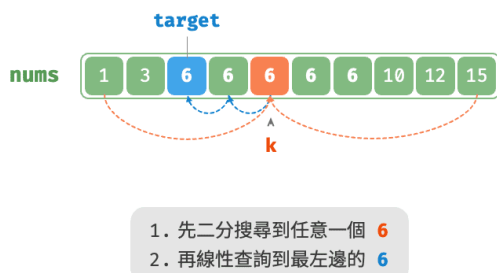 target
nums 1 3 6 6 6 6 6 10 12 15
k
1. 先二分搜尋到任意一個 6
2. 再線性查詢到最左邊的 6